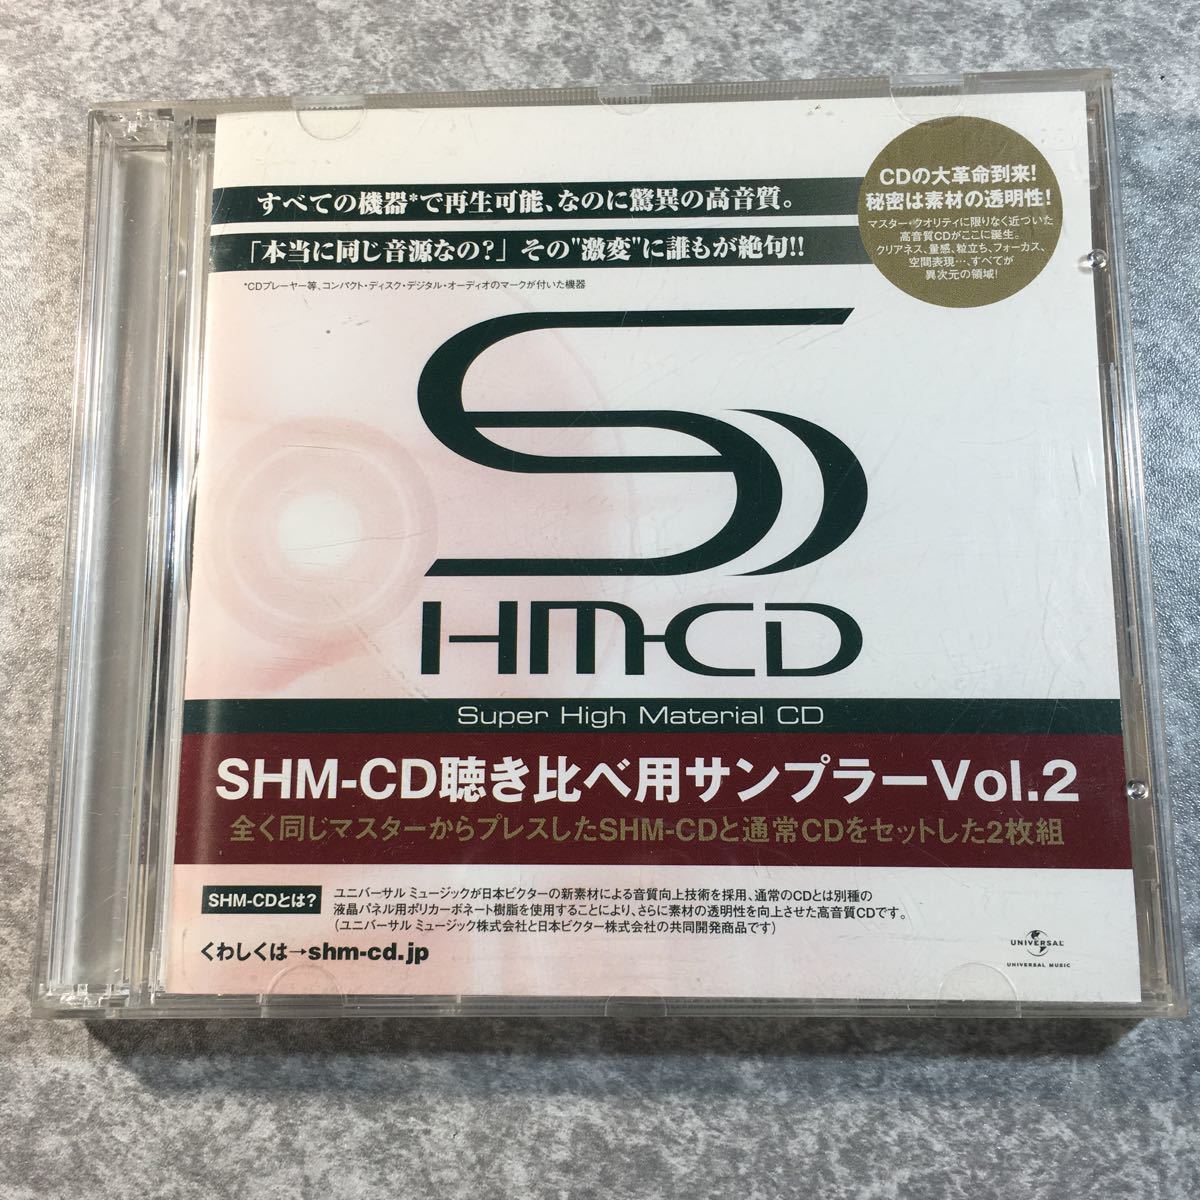 すべての機器*で再生可能、なのに驚異の高音質。
「本当に同じ音源なの?」その"激変"に誰もが絶句!!
*CDプレーヤー等、コンパクト・ディスク・デジタル・オーディオのマークが付いた機器
CDの大革命到来!
秘密は素材の透明性!
マスター・クオリティに限りなく近づいた
高音質CDがここに誕生。
クリアネス、量感、粒立ち、フォーカス、
空間表現…、すべてが
異次元の領域!
S
HM-CD
Super High Material CD
SHM-CD聴き比べ用サンプラーVol.2
全く同じマスターからプレスしたSHM-CDと通常CDをセットした2枚組
SHM-CDとは?
ユニバーサル ミュージックが日本ビクターの新素材による音質向上技術を採用、通常のCDとは別種の
液晶パネル用ポリカーボネート樹脂を使用することにより、さらに素材の透明性を向上させた高音質CDです。
(ユニバーサル ミュージック株式会社と日本ビクター株式会社の共同開発商品です)
くわしくは→shm-cd.jp
UNIVERSAL
UNIVERSAL MUSIC